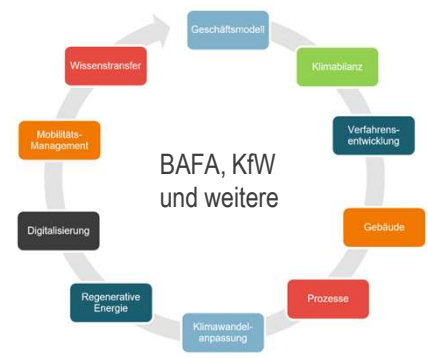 Geschäftsmodell
Klimabilanz
Verfahrens-
entwicklung
Gebäude
Prozesse
Klimawandel-
anpassung
Regenerative
Energie
Digitalisierung
Mobilitäts-
Management
Wissenstransfer
BAFA, KfW
und weitere